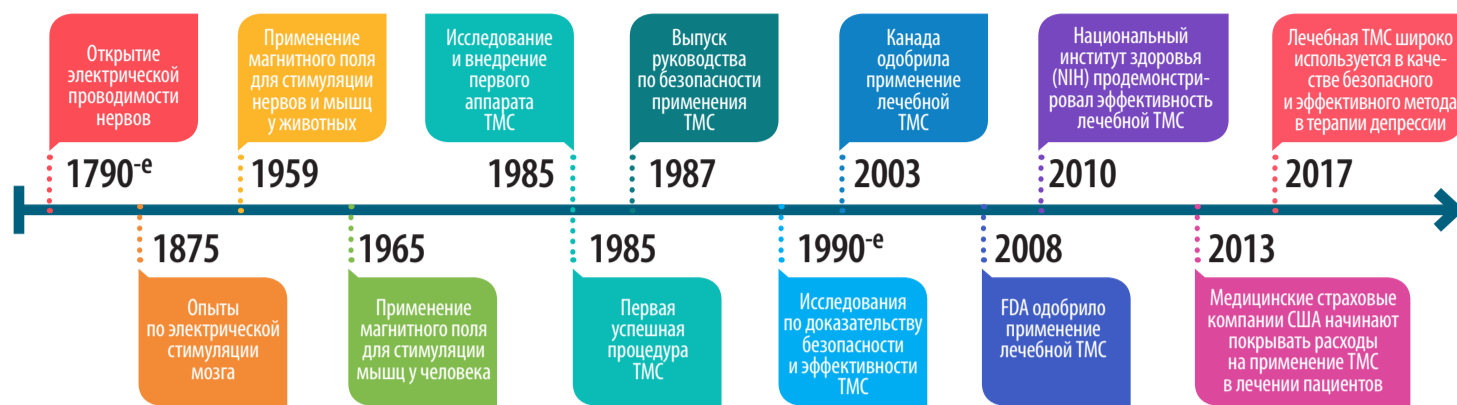 Открытие
электрической
проводимости
нервов
1790-е
Применение
магнитного поля
для стимуляции
нервов и мышц
у животных
1959
Исследование
и внедрение
первого
аппарата
ТМС
1985
Выпуск
руководства
по безопасности
применения
ТМС
1987
Канада
одобрила
применение
лечебной
ТМС
2003
Национальный
институт здоровья
(NIH) продемонстри-
ровал эффективность
лечебной ТМС
2010
Лечебная ТМС широко
используется в каче-
стве безопасного
и эффективного метода
в терапии депрессии
2017
1875
Опыты
по электрической
стимуляции
мозга
1965
Применение
магнитного поля
для стимуляции
мышц у человека
1985
Первая
успешная
процедура
ТМС
1990-е
Исследования
по доказательству
безопасности
и эффективности
ТМС
2008
FDA одобрило
применение
лечебной ТМС
2013
Медицинские страховые
компании США начинают
покрывать расходы
на применение ТМС
в лечении пациентов